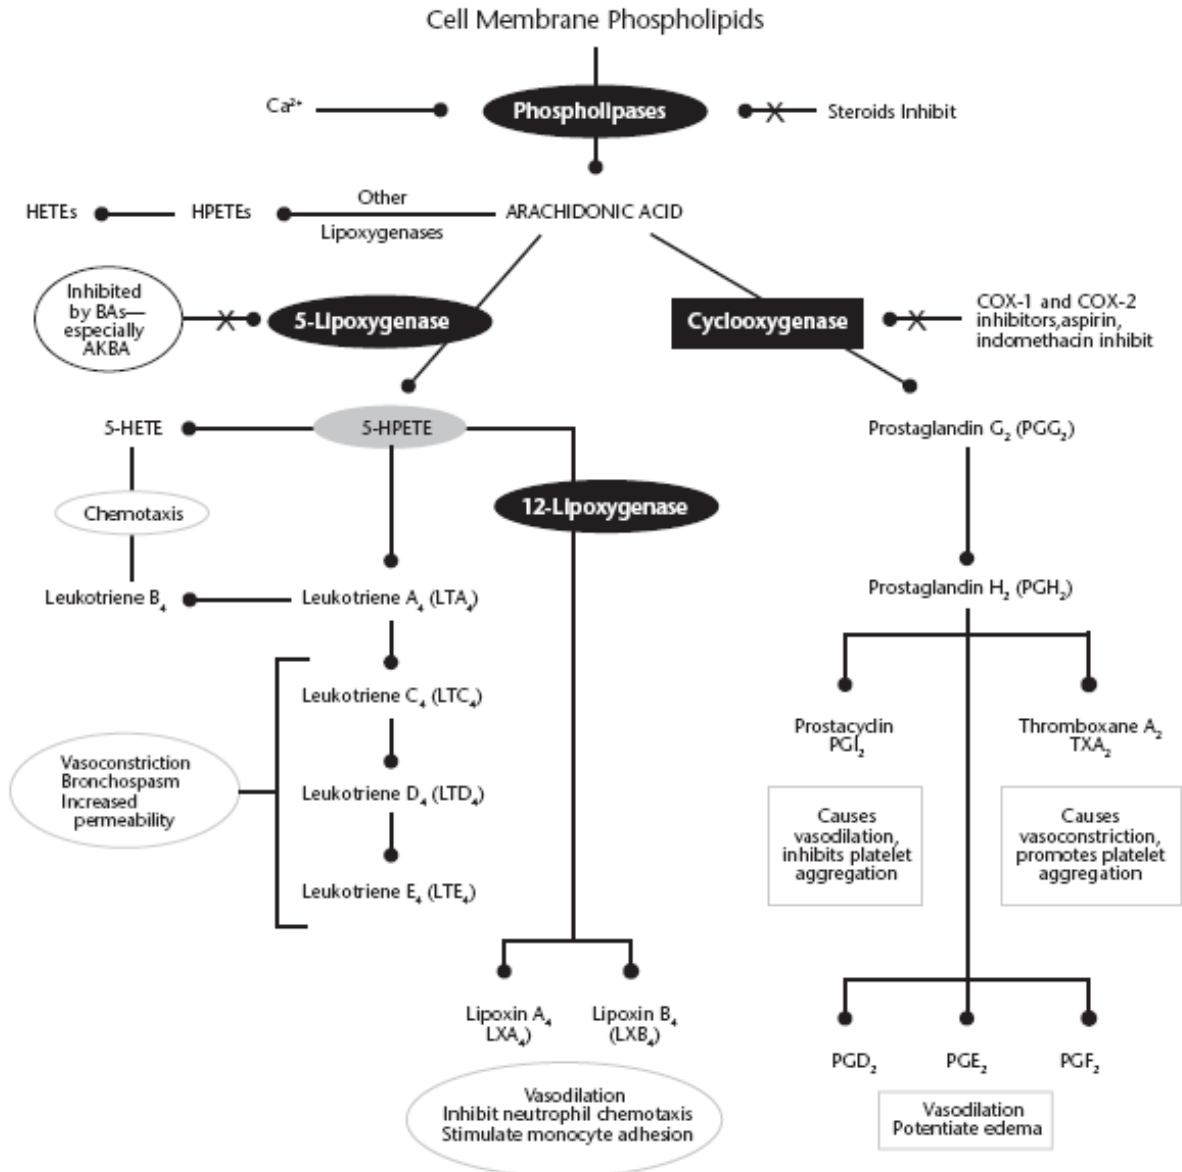 Cell Membrane Phospholipids
Ca²⁺
Phospholipases
Steroids Inhibit
HETEs
HPETEs
Other
Lipoxygenases
ARACHIDONIC ACID
Inhibited
by BAs—
especially
AKBA
5-Lipoxygenase
Cyclooxygenase
COX-1 and COX-2
inhibitors,aspirin,
indomethacin inhibit
5-HETE
5-HPETE
Prostaglandin G₂ (PGG₂)
Chemotaxis
12-Lipoxygenase
Leukotriene B₄
Leukotriene A₄ (LTA₄)
Prostaglandin H₂ (PGH₂)
Leukotriene C₄ (LTC₄)
Prostacyclin
PGI₂
Thromboxane A₂
TXA₂
Vasoconstriction
Bronchospasm
Increased
permeability
Leukotriene D₄ (LTD₄)
Causes
vasodilation,
inhibits platelet
aggregation
Causes
vasoconstriction,
promotes platelet
aggregation
Leukotriene E₄ (LTE₄)
Lipoxin A₄
LXA₄)
Lipoxin B₄
(LXB₄)
PGD₂
PGE₂
PGF₂
Vasodilation
Inhibit neutrophil chemotaxis
Stimulate monocyte adhesion
Vasodilation
Potentiate edema